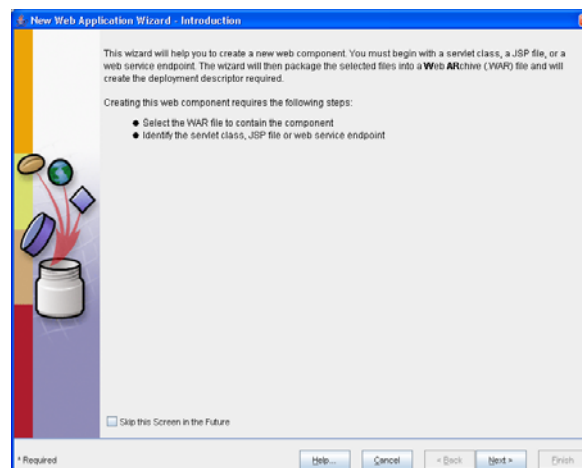 New Web Application Wizard - Introduction
This wizard will help you to create a new web component. You must begin with a servlet class, a JSP file, or a
web service endpoint. The wizard will then package the selected files into a Web ARchive (.WAR) file and will
create the deployment descriptor required.
Creating this web component requires the following steps:
● Select the WAR file to contain the component
● Identify the servlet class, JSP file or web service endpoint
Skip this Screen in the Future
* Required
Help... Cancel < Back Next > Finish